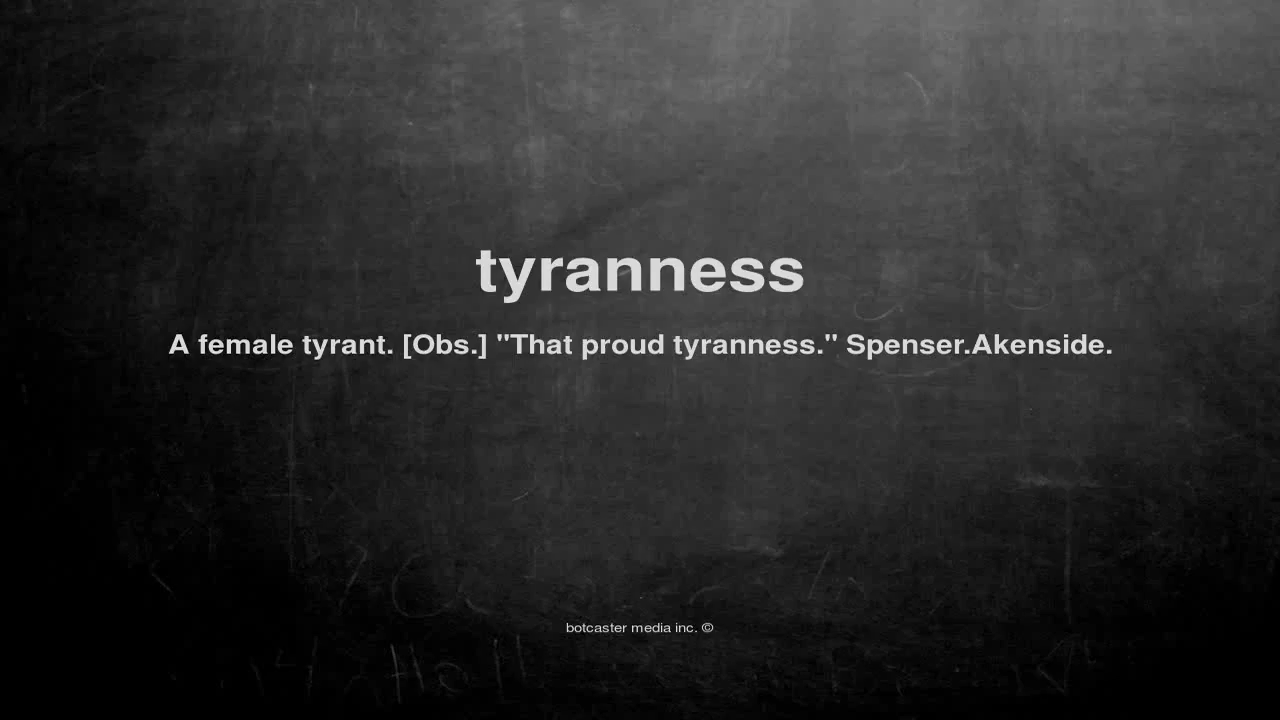 tyranness
A female tyrant. [Obs.] "That proud tyranness." Spenser.Akenside.
botcaster media inc. ©